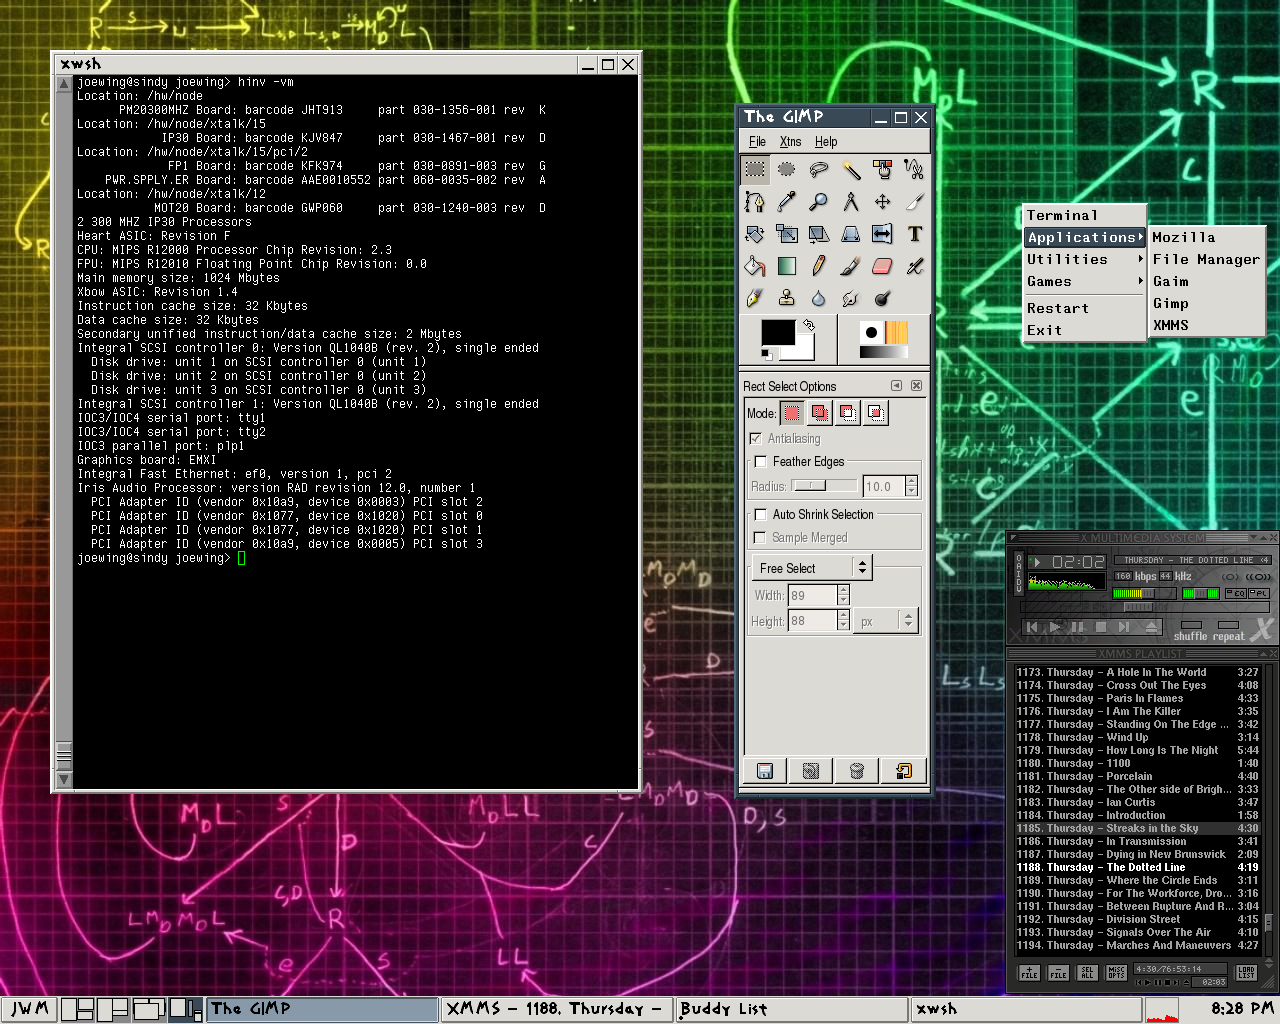 xwsh
joewing@sindy joewing> hinv -vm
Location: /hw/node
PM20300MHZ Board: barcode JHT913 part 030-1356-001 rev K
Location: /hw/node/xtalk/15
IP30 Board: barcode KJV847 part 030-1467-001 rev D
Location: /hw/node/xtalk/15/pci/2
FP1 Board: barcode KFK974 part 030-0891-003 rev G
PWR.SPPLY.ER Board: barcode AAE0010552 part 060-0035-002 rev A
Location: /hw/node/xtalk/12
MOT20 Board: barcode GWP060 part 030-1240-003 rev D
2 300 MHZ IP30 Processors
Heart ASIC: Revision F
CPU: MIPS R12000 Processor Chip Revision: 2.3
FPU: MIPS R12010 Floating Point Chip Revision: 0.0
Main memory size: 1024 Mbytes
Xbow ASIC: Revision 1.4
Instruction cache size: 32 Kbytes
Data cache size: 32 Kbytes
Secondary unified instruction/data cache size: 2 Mbytes
Integral SCSI controller 0: Version QL1040B (rev. 2), single ended
Disk drive: unit 1 on SCSI controller 0 (unit 1)
Disk drive: unit 2 on SCSI controller 0 (unit 2)
Disk drive: unit 3 on SCSI controller 0 (unit 3)
Integral SCSI controller 1: Version QL1040B (rev. 2), single ended
IOC3/IOC4 serial port: tty1
IOC3/IOC4 serial port: tty2
IOC3 parallel port: plp1
Graphics board: EMXI
Integral Fast Ethernet: ef0, version 1, pci 2
Iris Audio Processor: version RAD revision 12.0, number 1
PCI Adapter ID (vendor 0x10a9, device 0x0003) PCI slot 2
PCI Adapter ID (vendor 0x1077, device 0x1020) PCI slot 0
PCI Adapter ID (vendor 0x1077, device 0x1020) PCI slot 1
PCI Adapter ID (vendor 0x10a9, device 0x0005) PCI slot 3
joewing@sindy joewing>
The GIMP
File Xtns Help
Rect Select Options
Mode:
Antialiasing
Feather Edges
Radius: 10.0
Auto Shrink Selection
Sample Merged
Free Select
Width: 89
Height: 88 px
Terminal
Applications
Utilities
Games
Restart
Exit
Mozilla
File Manager
Gaim
Gimp
XMMS
X MULTIMEDIA SYSTEM
02:02
THURSDAY - THE DOTTED LINE <4
160 kbps 44 kHz
EQ PL
shuffle repeat
XMMS PLAYLIST
1173. Thursday - A Hole In The World 3:27
1174. Thursday - Cross Out The Eyes 4:08
1175. Thursday - Paris In Flames 4:33
1176. Thursday - I Am The Killer 3:35
1177. Thursday - Standing On The Edge ... 3:42
1178. Thursday - Wind Up 3:14
1179. Thursday - How Long Is The Night 5:44
1180. Thursday - 1100 1:40
1181. Thursday - Porcelain 4:40
1182. Thursday - The Other side of Brigh... 3:33
1183. Thursday - Ian Curtis 3:47
1184. Thursday - Introduction 1:58
1185. Thursday - Streaks in the Sky 4:30
1186. Thursday - In Transmission 3:41
1187. Thursday - Dying in New Brunswick 2:09
1188. Thursday - The Dotted Line 4:19
1189. Thursday - Where the Circle Ends 3:11
1190. Thursday - For The Workforce, Dro... 3:16
1191. Thursday - Between Rupture And R... 3:04
1192. Thursday - Division Street 4:15
1193. Thursday - Signals Over The Air 4:10
1194. Thursday - Marches And Maneuvers 4:27
+ FILE - FILE SEL ALL MISC OPTS 4:30/76:53:14 02:03 LOAD LIST
JWM The GIMP XMMS - 1188. Thursday - Buddy List xwsh 8:28 PM